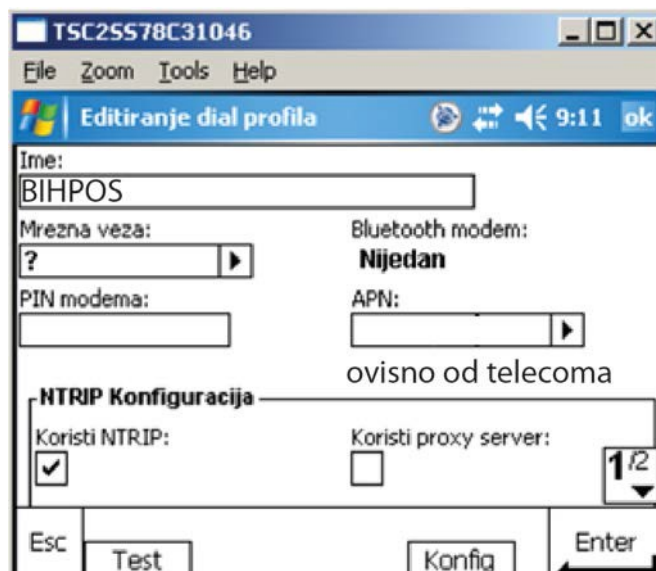 TSC2SS78C31046
File Zoom Tools Help
Editiranje dial profila 9:11 ok
Ime:
BIHPOS
Mrezna veza: Bluetooth modem:
? Nijedan
PIN modema: APN:
ovisno od telecoma
NTRIP Konfiguracija
Koristi NTRIP: Koristi proxy server:
1/2
Esc Test Konfig Enter